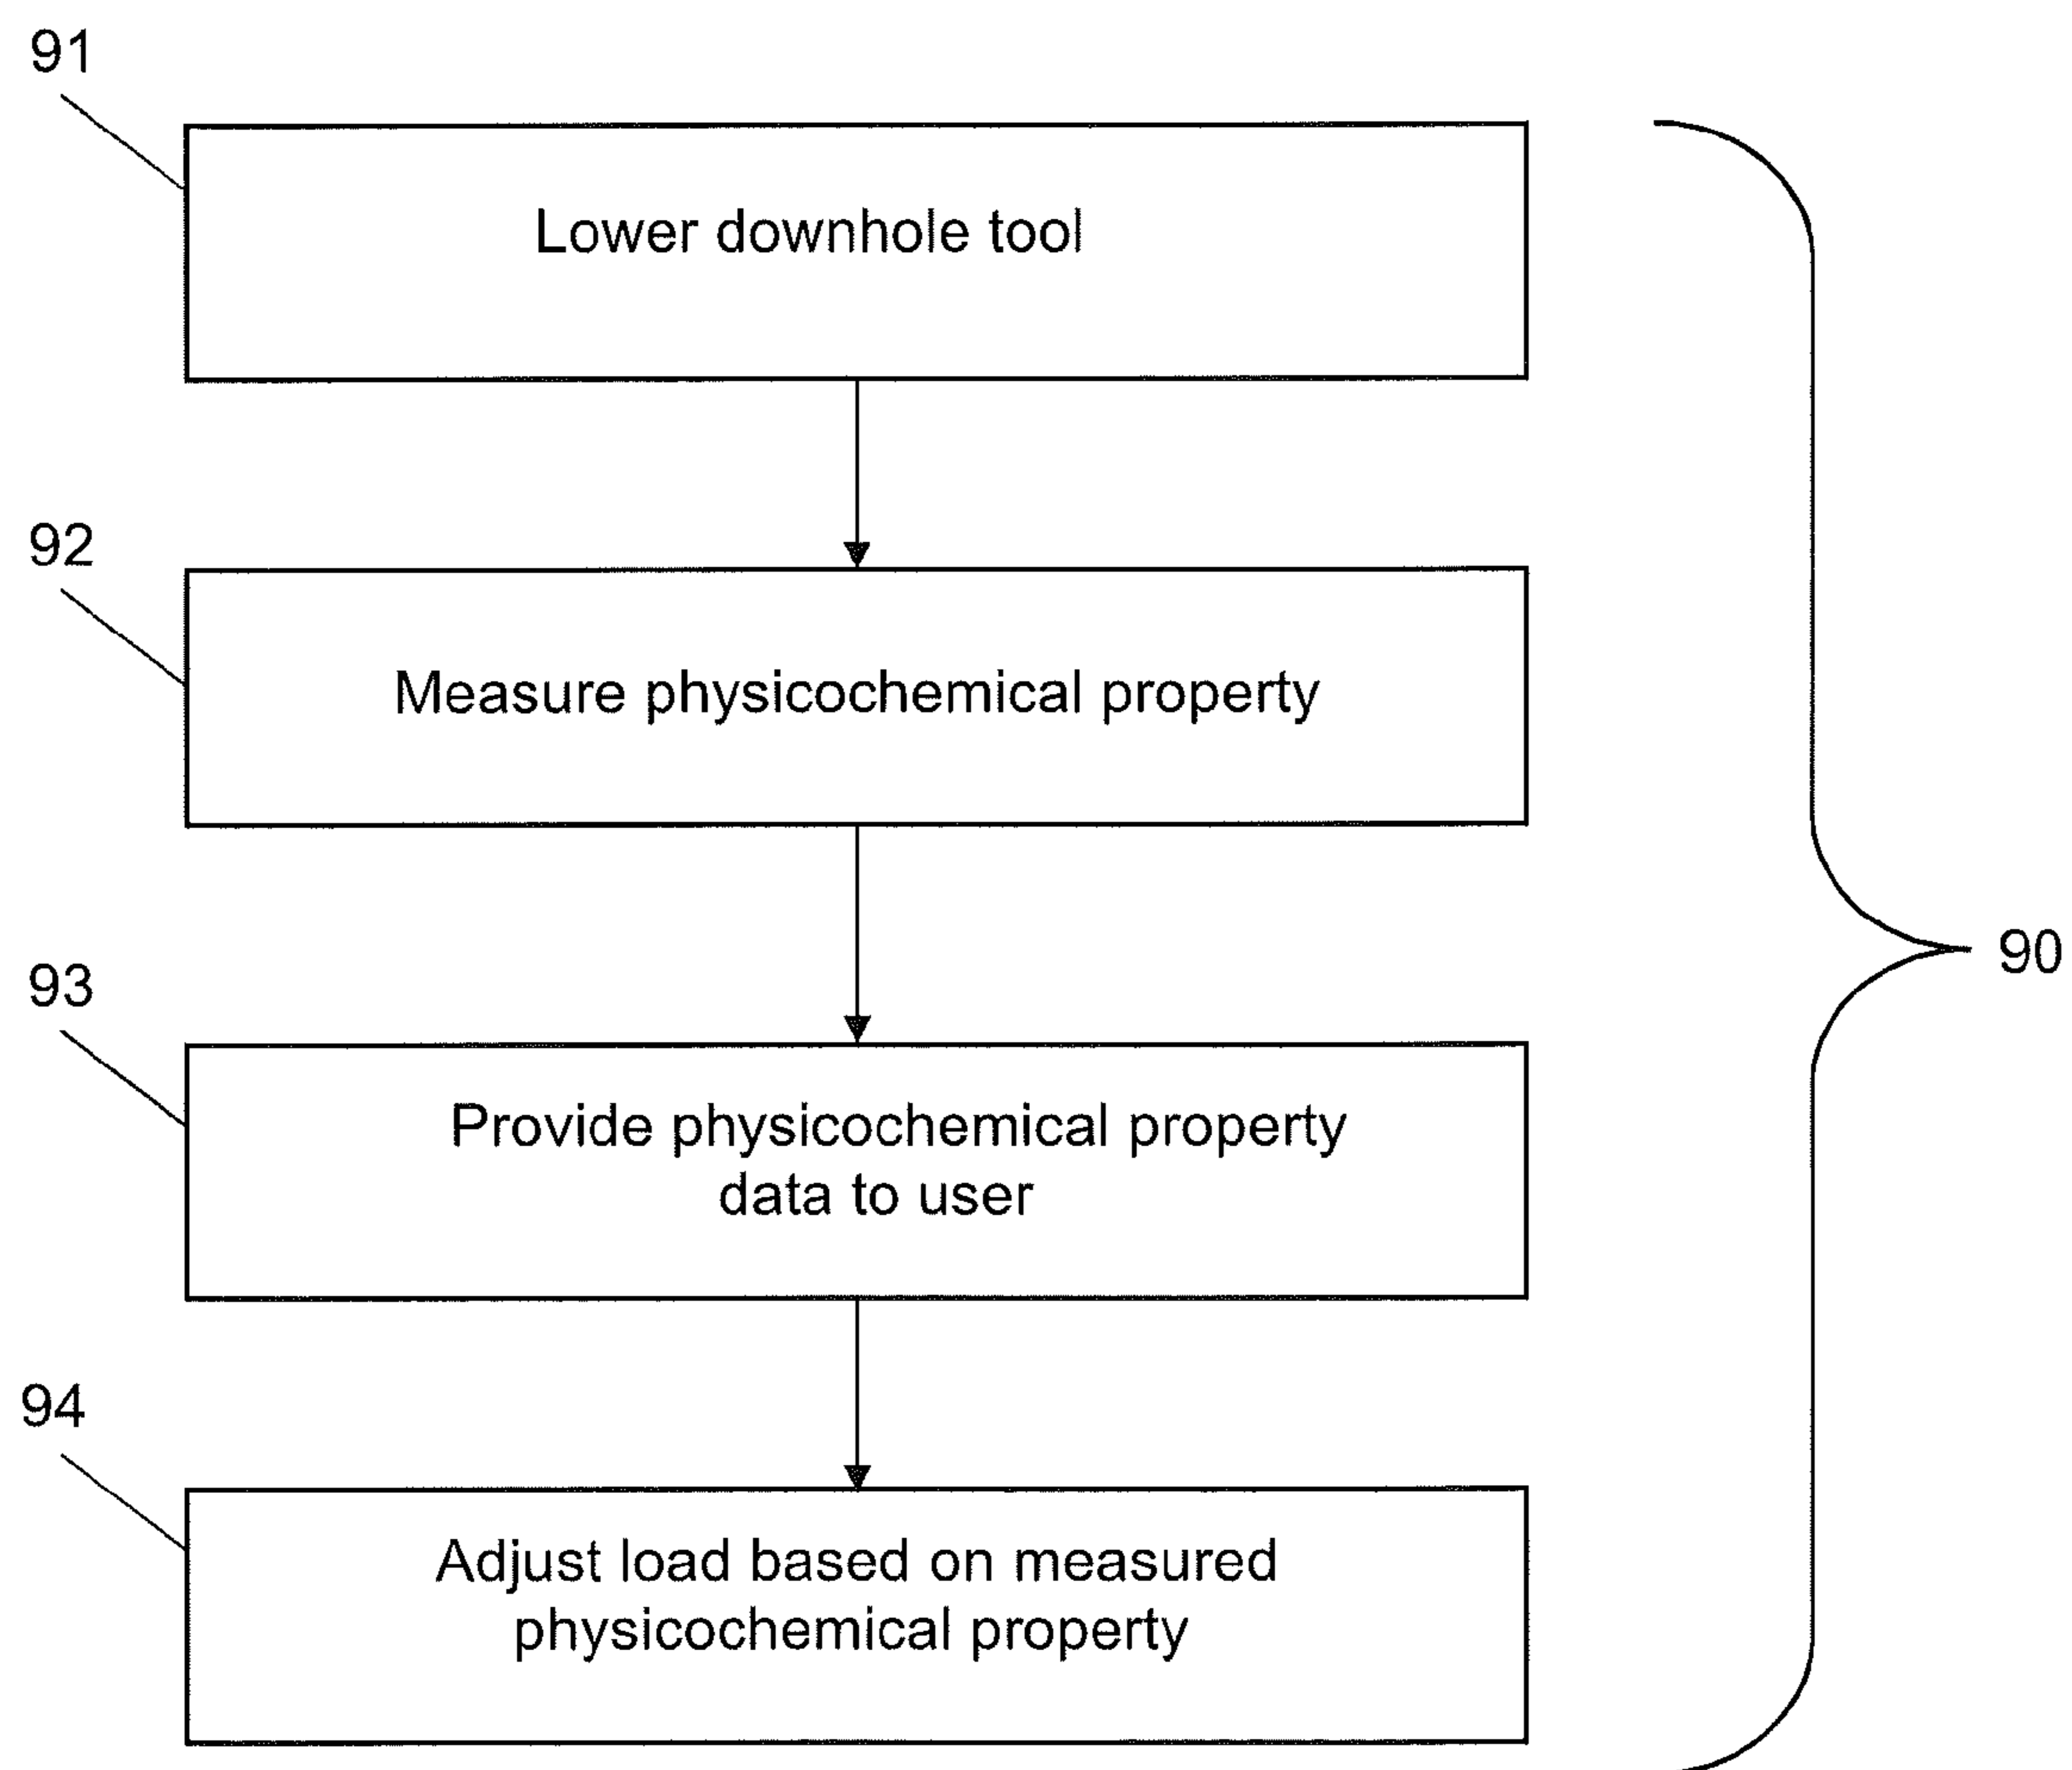 91
Lower downhole tool
92
Measure physicochemical property
90
93
Provide physicochemical property
data to user
94
Adjust load based on measured
physicochemical property